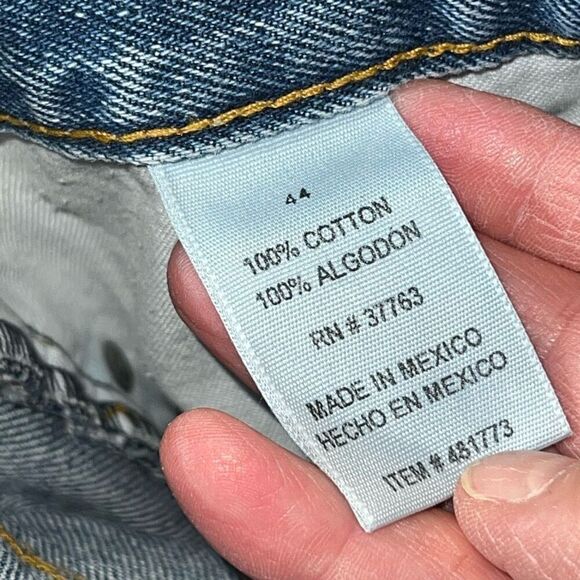 44
100% COTTON
100% ALGODON
RN # 37763
MADE IN MEXICO
HECHO EN MEXICO
ITEM # 481773